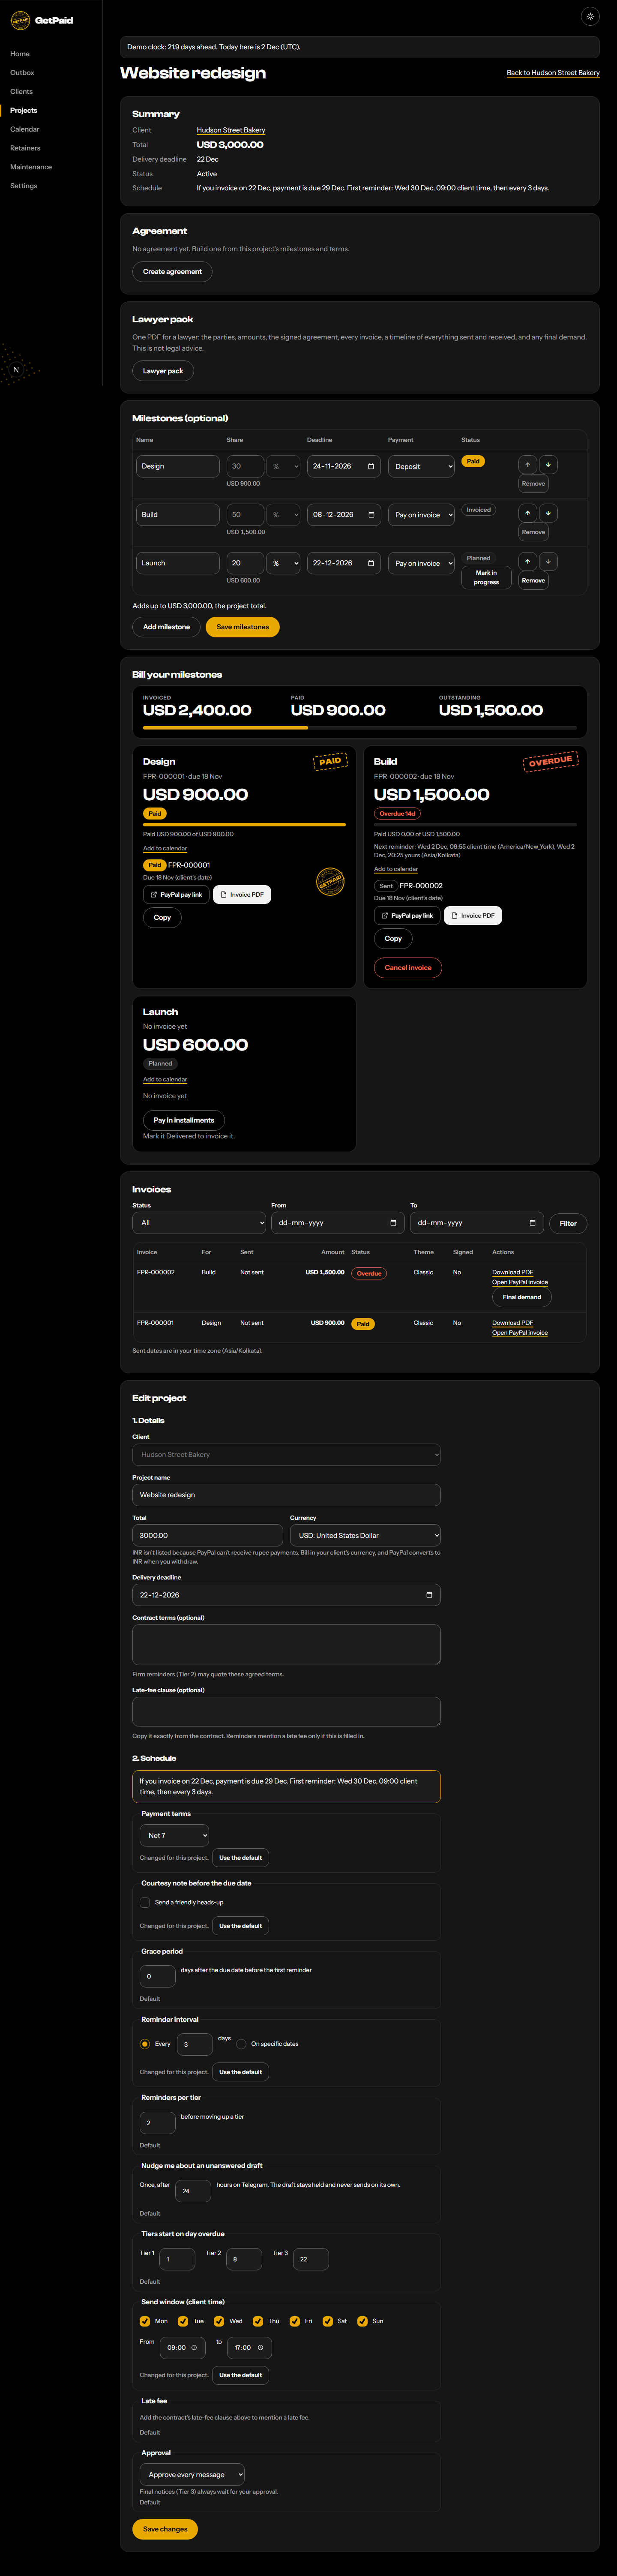 GETPAID
GetPaid
Home
Outbox
Clients
Projects
Calendar
Retainers
Maintenance
Settings
N
Demo clock: 21.9 days ahead. Today here is 2 Dec (UTC).
Website redesign
Back to Hudson Street Bakery
Summary
Client Hudson Street Bakery
Total USD 3,000.00
Delivery deadline 22 Dec
Status Active
Schedule If you invoice on 22 Dec, payment is due 29 Dec. First reminder: Wed 30 Dec, 09:00 client time, then every 3 days.
Agreement
No agreement yet. Build one from this project's milestones and terms.
Create agreement
Lawyer pack
One PDF for a lawyer: the parties, amounts, the signed agreement, every invoice, a timeline of everything sent and received, and any final demand.
This is not legal advice.
Lawyer pack
Milestones (optional)
Name Share Deadline Payment Status
Design 30 % 24-11-2026 Deposit Paid ↑ ↓
USD 900.00 Remove
Build 50 % 08-12-2026 Pay on invoice Invoiced ↑ ↓
USD 1,500.00 Remove
Launch 20 % 22-12-2026 Pay on invoice Planned ↑ ↓
USD 600.00 Mark in progress Remove
Adds up to USD 3,000.00, the project total.
Add milestone Save milestones
Bill your milestones
INVOICED PAID OUTSTANDING
USD 2,400.00 USD 900.00 USD 1,500.00
Design PAID
FPR-000001 · due 18 Nov
USD 900.00
Paid
Paid USD 900.00 of USD 900.00
Add to calendar
Paid FPR-000001
Due 18 Nov (client's date)
GETPAID
PayPal pay link Invoice PDF
Copy
Build OVERDUE
FPR-000002 · due 18 Nov
USD 1,500.00
Overdue 14d
Paid USD 0.00 of USD 1,500.00
Next reminder: Wed 2 Dec, 09:55 client time (America/New_York), Wed 2
Dec, 20:25 yours (Asia/Kolkata)
Add to calendar
Sent FPR-000002
Due 18 Nov (client's date)
PayPal pay link Invoice PDF
Copy
Cancel invoice
Launch
No invoice yet
USD 600.00
Planned
Add to calendar
No invoice yet
Pay in installments
Mark it Delivered to invoice it.
Invoices
Status From To
All dd-mm-yyyy dd-mm-yyyy Filter
Invoice For Sent Amount Status Theme Signed Actions
FPR-000002 Build Not sent USD 1,500.00 Overdue Classic No Download PDF
Open PayPal invoice
Final demand
FPR-000001 Design Not sent USD 900.00 Paid Classic No Download PDF
Open PayPal invoice
Sent dates are in your time zone (Asia/Kolkata).
Edit project
1. Details
Client
Hudson Street Bakery
Project name
Website redesign
Total Currency
3000.00 USD: United States Dollar
INR isn't listed because PayPal can't receive rupee payments. Bill in your client's currency, and PayPal converts to
INR when you withdraw.
Delivery deadline
22-12-2026
Contract terms (optional)
Firm reminders (Tier 2) may quote these agreed terms.
Late-fee clause (optional)
Copy it exactly from the contract. Reminders mention a late fee only if this is filled in.
2. Schedule
If you invoice on 22 Dec, payment is due 29 Dec. First reminder: Wed 30 Dec, 09:00 client
time, then every 3 days.
Payment terms
Net 7
Changed for this project. Use the default
Courtesy note before the due date
Send a friendly heads-up
Changed for this project. Use the default
Grace period
0 days after the due date before the first reminder
Default
Reminder interval
Every 3 days On specific dates
Changed for this project. Use the default
Reminders per tier
2 before moving up a tier
Default
Nudge me about an unanswered draft
Once, after 24 hours on Telegram. The draft stays held and never sends on its own.
Default
Tiers start on day overdue
Tier 1 1 Tier 2 8 Tier 3 22
Default
Send window (client time)
Mon Tue Wed Thu Fri Sat Sun
From 09:00 to 17:00
Changed for this project. Use the default
Late fee
Add the contract's late-fee clause above to mention a late fee.
Default
Approval
Approve every message
Final notices (Tier 3) always wait for your approval.
Default
Save changes